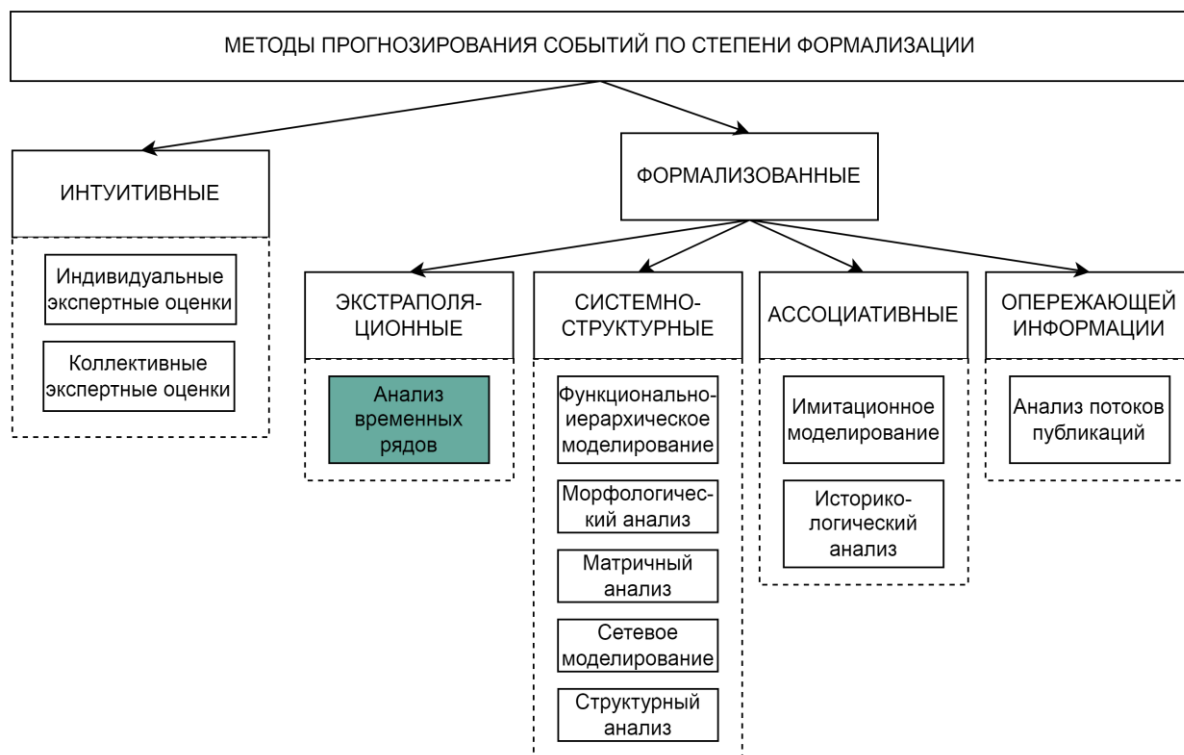 МЕТОДЫ ПРОГНОЗИРОВАНИЯ СОБЫТИЙ ПО СТЕПЕНИ ФОРМАЛИЗАЦИИ
ИНТУИТИВНЫЕ
Индивидуальные
экспертные оценки
Коллективные
экспертные оценки
ФОРМАЛИЗОВАННЫЕ
ЭКСТРАПОЛЯ-
ЦИОННЫЕ
Анализ
временных
рядов
СИСТЕМНО-
СТРУКТУРНЫЕ
Функционально-
иерархическое
моделирование
Морфологичес-
кий анализ
Матричный
анализ
Сетевое
моделирование
Структурный
анализ
АССОЦИАТИВНЫЕ
Имитационное
моделирование
Историко-
логический
анализ
ОПЕРЕЖАЮЩЕЙ
ИНФОРМАЦИИ
Анализ потоков
публикаций